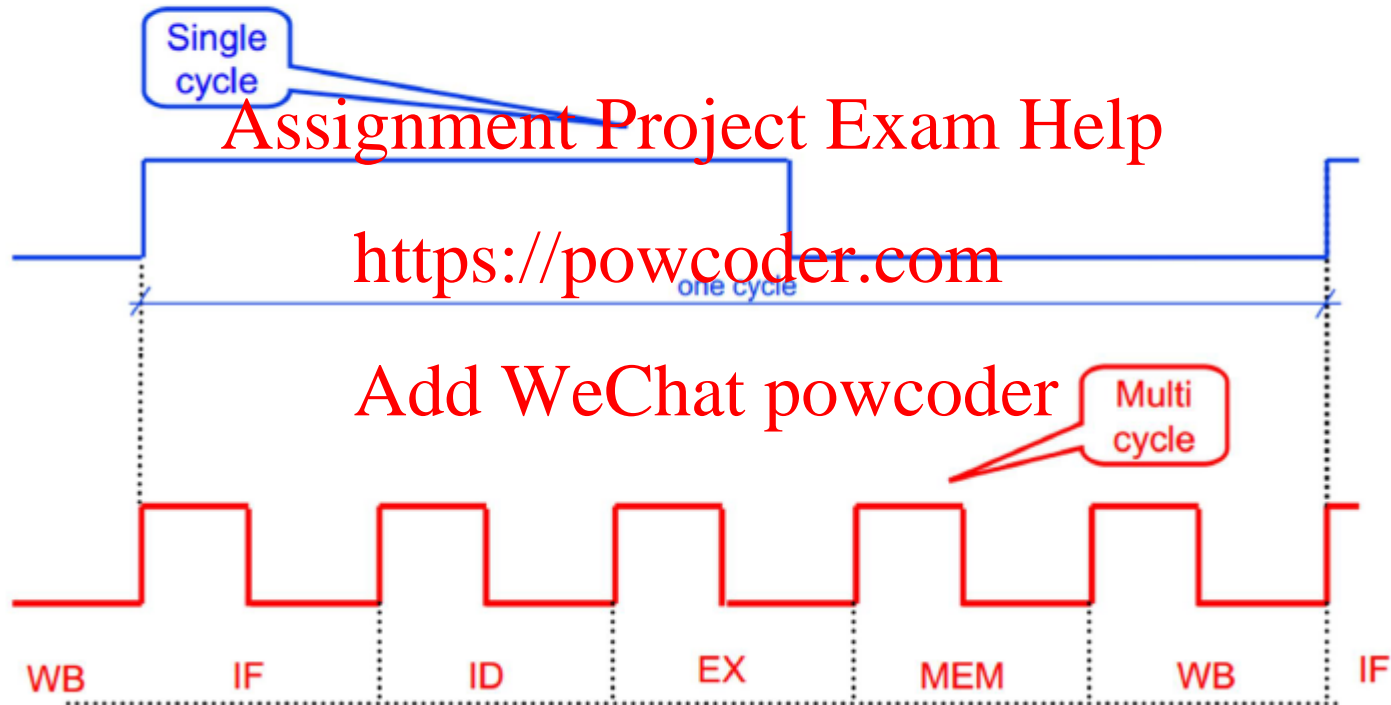 Single
cycle
Assignment Project Exam Help
https://powcoder.com
one cycle
Add WeChat powcoder
Multi
cycle
WB IF ID EX MEM WB IF